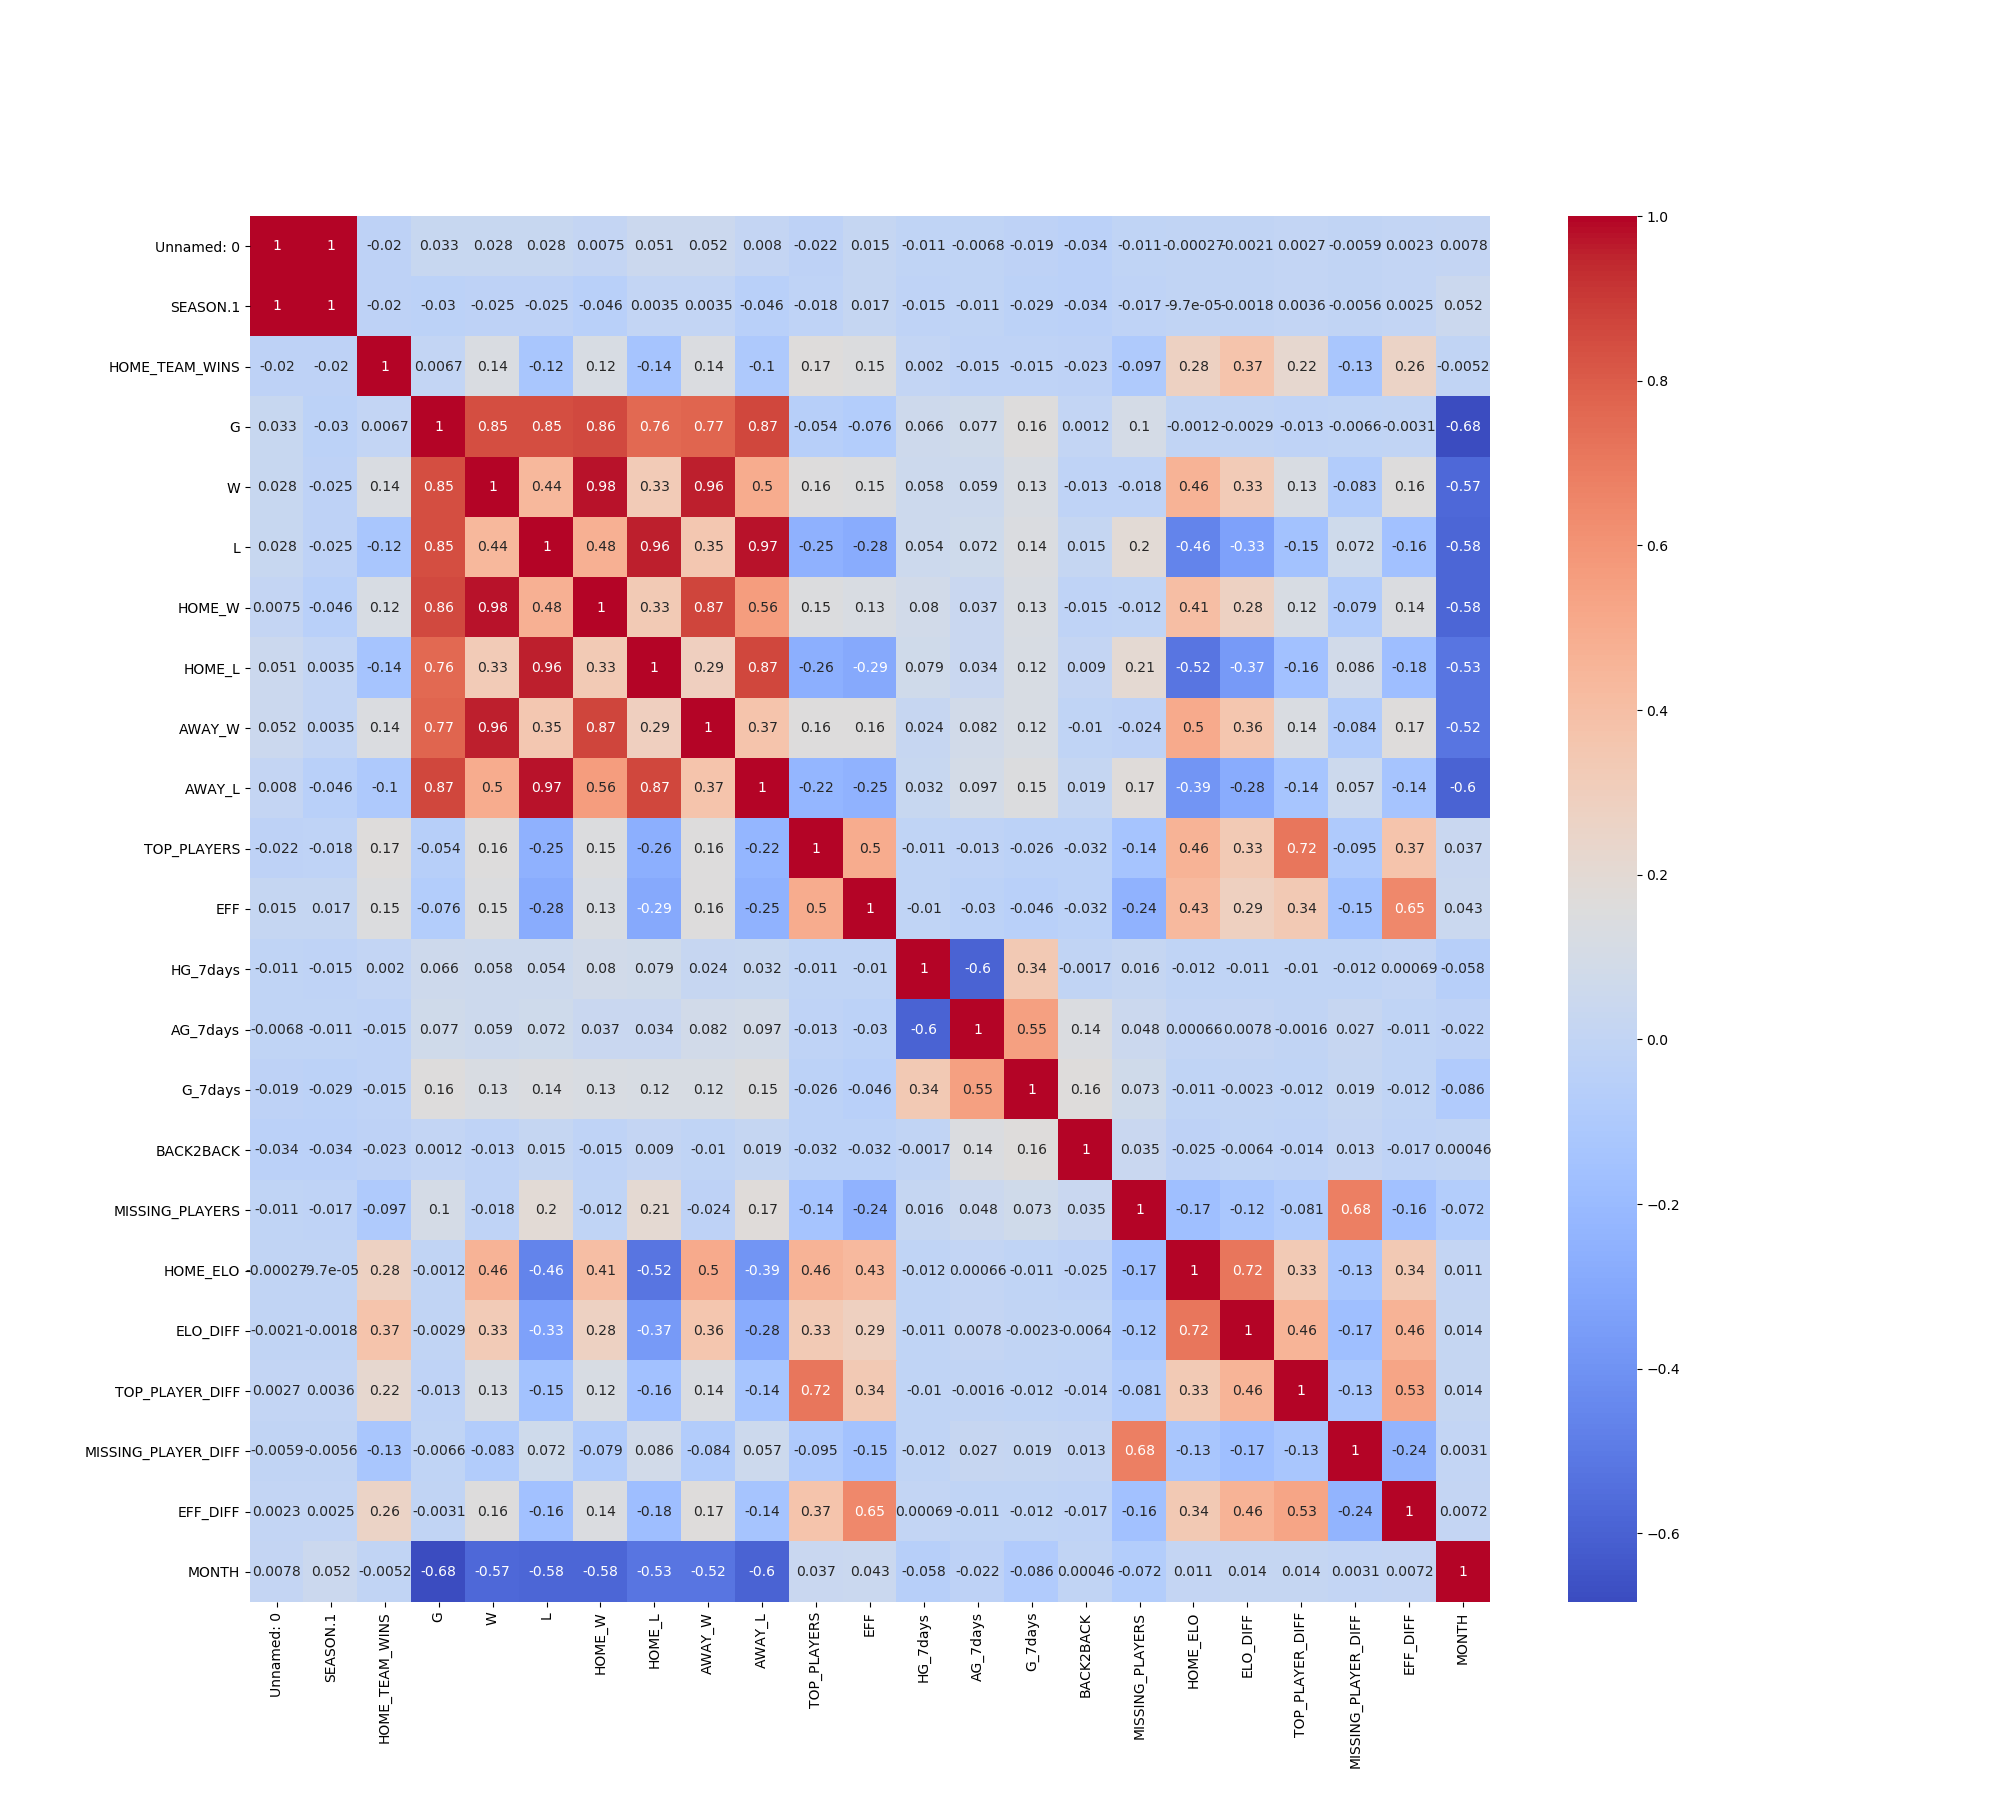 1.0
Unnamed: 0 1 1 -0.02 0.033 0.028 0.028 0.0075 0.051 0.052 0.008 -0.022 0.015 -0.011 -0.0068 -0.019 -0.034 -0.011 -0.00027 -0.0021 0.0027 -0.0059 0.0023 0.0078
SEASON.1 1 1 -0.02 -0.03 -0.025 -0.025 -0.046 0.0035 0.0035 -0.046 -0.018 0.017 -0.015 -0.011 -0.029 -0.034 -0.017 -9.7e-05 -0.0018 0.0036 -0.0056 0.0025 0.052
HOME_TEAM_WINS -0.02 -0.02 1 0.0067 0.14 -0.12 0.12 -0.14 0.14 -0.1 0.17 0.15 0.002 -0.015 -0.015 -0.023 -0.097 0.28 0.37 0.22 -0.13 0.26 -0.0052
0.8
G 0.033 -0.03 0.0067 1 0.85 0.85 0.86 0.76 0.77 0.87 -0.054 -0.076 0.066 0.077 0.16 0.0012 0.1 -0.0012 -0.0029 -0.013 -0.0066 -0.0031 -0.68
W 0.028 -0.025 0.14 0.85 1 0.44 0.98 0.33 0.96 0.5 0.16 0.15 0.058 0.059 0.13 -0.013 -0.018 0.46 0.33 0.13 -0.083 0.16 -0.57
L 0.028 -0.025 -0.12 0.85 0.44 1 0.48 0.96 0.35 0.97 -0.25 -0.28 0.054 0.072 0.14 0.015 0.2 -0.46 -0.33 -0.15 0.072 -0.16 -0.58
0.6
HOME_W 0.0075 -0.046 0.12 0.86 0.98 0.48 1 0.33 0.87 0.56 0.15 0.13 0.08 0.037 0.13 -0.015 -0.012 0.41 0.28 0.12 -0.079 0.14 -0.58
HOME_L 0.051 0.0035 -0.14 0.76 0.33 0.96 0.33 1 0.29 0.87 -0.26 -0.29 0.079 0.034 0.12 0.009 0.21 -0.52 -0.37 -0.16 0.086 -0.18 -0.53
0.4
AWAY_W 0.052 0.0035 0.14 0.77 0.96 0.35 0.87 0.29 1 0.37 0.16 0.16 0.024 0.082 0.12 -0.01 -0.024 0.5 0.36 0.14 -0.084 0.17 -0.52
AWAY_L 0.008 -0.046 -0.1 0.87 0.5 0.97 0.56 0.87 0.37 1 -0.22 -0.25 0.032 0.097 0.15 0.019 0.17 -0.39 -0.28 -0.14 0.057 -0.14 -0.6
TOP_PLAYERS -0.022 -0.018 0.17 -0.054 0.16 -0.25 0.15 -0.26 0.16 -0.22 1 0.5 -0.011 -0.013 -0.026 -0.032 -0.14 0.46 0.33 0.72 -0.095 0.37 0.037
0.2
EFF 0.015 0.017 0.15 -0.076 0.15 -0.28 0.13 -0.29 0.16 -0.25 0.5 1 -0.01 -0.03 -0.046 -0.032 -0.24 0.43 0.29 0.34 -0.15 0.65 0.043
HG_7days -0.011 -0.015 0.002 0.066 0.058 0.054 0.08 0.079 0.024 0.032 -0.011 -0.01 1 -0.6 0.34 -0.0017 0.016 -0.012 -0.011 -0.01 -0.012 0.00069 -0.058
AG_7days -0.0068 -0.011 -0.015 0.077 0.059 0.072 0.037 0.034 0.082 0.097 -0.013 -0.03 -0.6 1 0.55 0.14 0.048 0.00066 0.0078 -0.0016 0.027 -0.011 -0.022
0.0
G_7days -0.019 -0.029 -0.015 0.16 0.13 0.14 0.13 0.12 0.12 0.15 -0.026 -0.046 0.34 0.55 1 0.16 0.073 -0.011 -0.0023 -0.012 0.019 -0.012 -0.086
BACK2BACK -0.034 -0.034 -0.023 0.0012 -0.013 0.015 -0.015 0.009 -0.01 0.019 -0.032 -0.032 -0.0017 0.14 0.16 1 0.035 -0.025 -0.0064 -0.014 0.013 -0.017 0.00046
−0.2
MISSING_PLAYERS -0.011 -0.017 -0.097 0.1 -0.018 0.2 -0.012 0.21 -0.024 0.17 -0.14 -0.24 0.016 0.048 0.073 0.035 1 -0.17 -0.12 -0.081 0.68 -0.16 -0.072
HOME_ELO -0.00027 -9.7e-05 0.28 -0.0012 0.46 -0.46 0.41 -0.52 0.5 -0.39 0.46 0.43 -0.012 0.00066 -0.011 -0.025 -0.17 1 0.72 0.33 -0.13 0.34 0.011
ELO_DIFF -0.0021 -0.0018 0.37 -0.0029 0.33 -0.33 0.28 -0.37 0.36 -0.28 0.33 0.29 -0.011 0.0078 -0.0023 -0.0064 -0.12 0.72 1 0.46 -0.17 0.46 0.014
−0.4
TOP_PLAYER_DIFF 0.0027 0.0036 0.22 -0.013 0.13 -0.15 0.12 -0.16 0.14 -0.14 0.72 0.34 -0.01 -0.0016 -0.012 -0.014 -0.081 0.33 0.46 1 -0.13 0.53 0.014
MISSING_PLAYER_DIFF -0.0059 -0.0056 -0.13 -0.0066 -0.083 0.072 -0.079 0.086 -0.084 0.057 -0.095 -0.15 -0.012 0.027 0.019 0.013 0.68 -0.13 -0.17 -0.13 1 -0.24 0.0031
EFF_DIFF 0.0023 0.0025 0.26 -0.0031 0.16 -0.16 0.14 -0.18 0.17 -0.14 0.37 0.65 0.00069 -0.011 -0.012 -0.017 -0.16 0.34 0.46 0.53 -0.24 1 0.0072
−0.6
MONTH 0.0078 0.052 -0.0052 -0.68 -0.57 -0.58 -0.58 -0.53 -0.52 -0.6 0.037 0.043 -0.058 -0.022 -0.086 0.00046 -0.072 0.011 0.014 0.014 0.0031 0.0072 1
Unnamed: 0
SEASON.1
HOME_TEAM_WINS
G
W
L
HOME_W
HOME_L
AWAY_W
AWAY_L
TOP_PLAYERS
EFF
HG_7days
AG_7days
G_7days
BACK2BACK
MISSING_PLAYERS
HOME_ELO
ELO_DIFF
TOP_PLAYER_DIFF
MISSING_PLAYER_DIFF
EFF_DIFF
MONTH